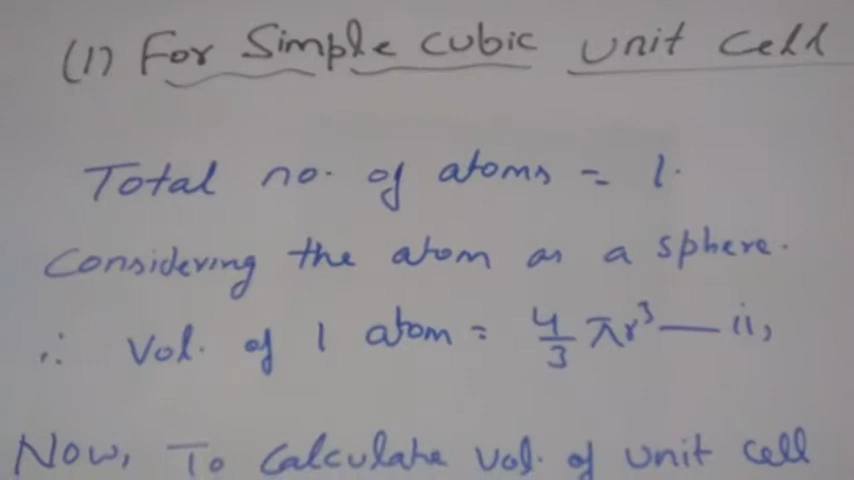 (1) For Simple cubic unit cell
Total no. of atoms = 1.
Considering the atom as a sphere.
∴ Vol. of 1 atom = 4/3 πr³ — ii,
Now, To Calculate Vol. of unit cell